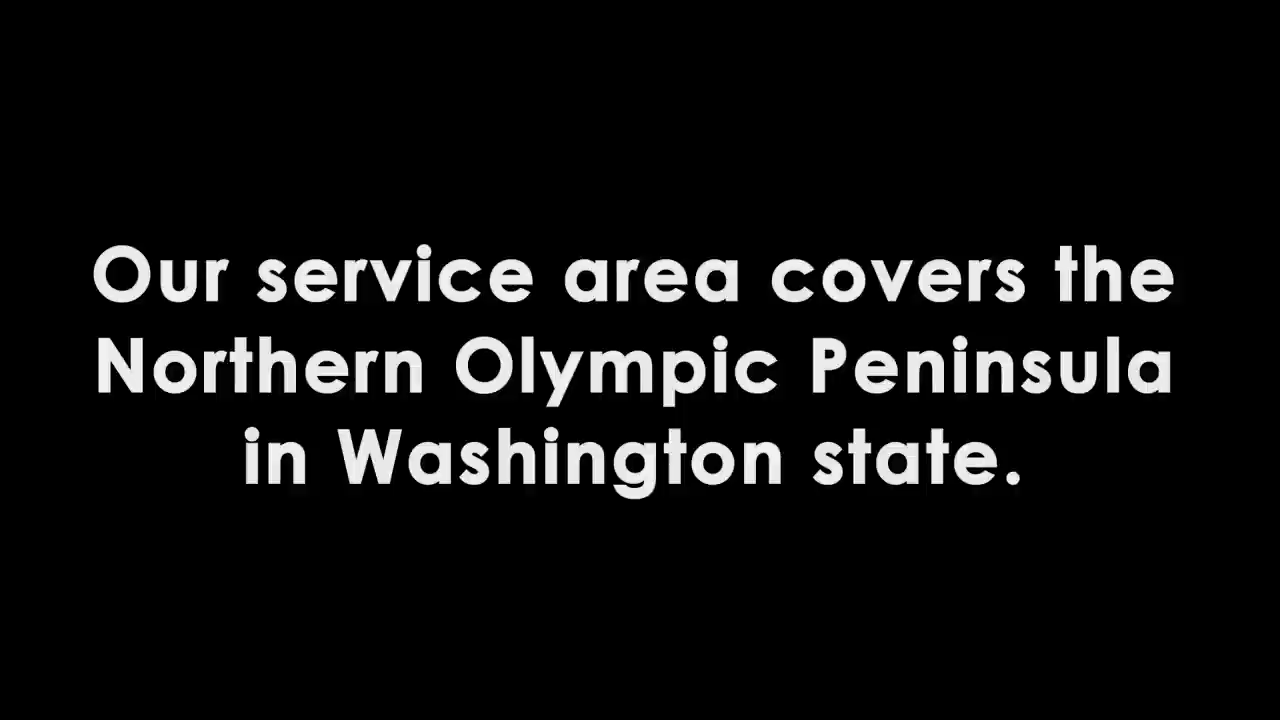 Our service area covers the
Northern Olympic Peninsula
in Washington state.